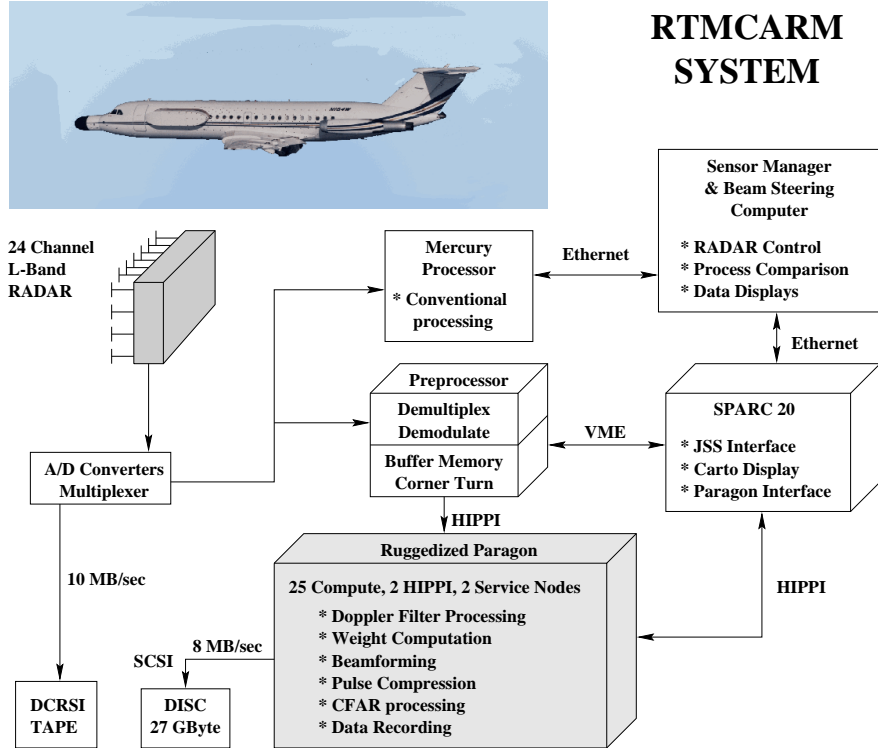 RTMCARM
SYSTEM
N164W
Sensor Manager
& Beam Steering
Computer
* RADAR Control
* Process Comparison
* Data Displays
24 Channel
L-Band
RADAR
Mercury
Processor
* Conventional
processing
Ethernet
Ethernet
Preprocessor
Demultiplex
Demodulate
Buffer Memory
Corner Turn
VME
SPARC 20
* JSS Interface
* Carto Display
* Paragon Interface
A/D Converters
Multiplexer
HIPPI
10 MB/sec
Ruggedized Paragon
25 Compute, 2 HIPPI, 2 Service Nodes
* Doppler Filter Processing
* Weight Computation
* Beamforming
* Pulse Compression
* CFAR processing
* Data Recording
HIPPI
8 MB/sec
SCSI
DCRSI
TAPE
DISC
27 GByte